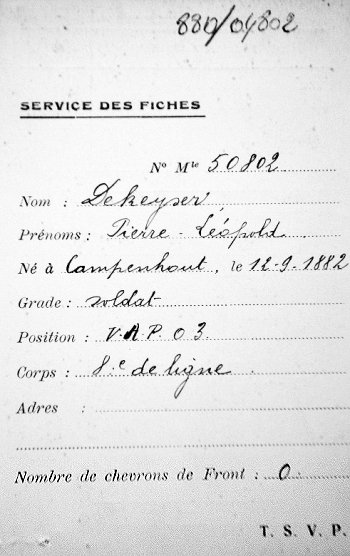 880/04802
SERVICE DES FICHES
No Mle 50802
Nom : Dekeyser
Prénoms : Pierre - Léopold
Né à Campenhout, le 12-9-1882
Grade : soldat
Position : V.A.P. 03
Corps : 8.e de ligne
Adres :
Nombre de chevrons de Front : 0
T. S. V. P.